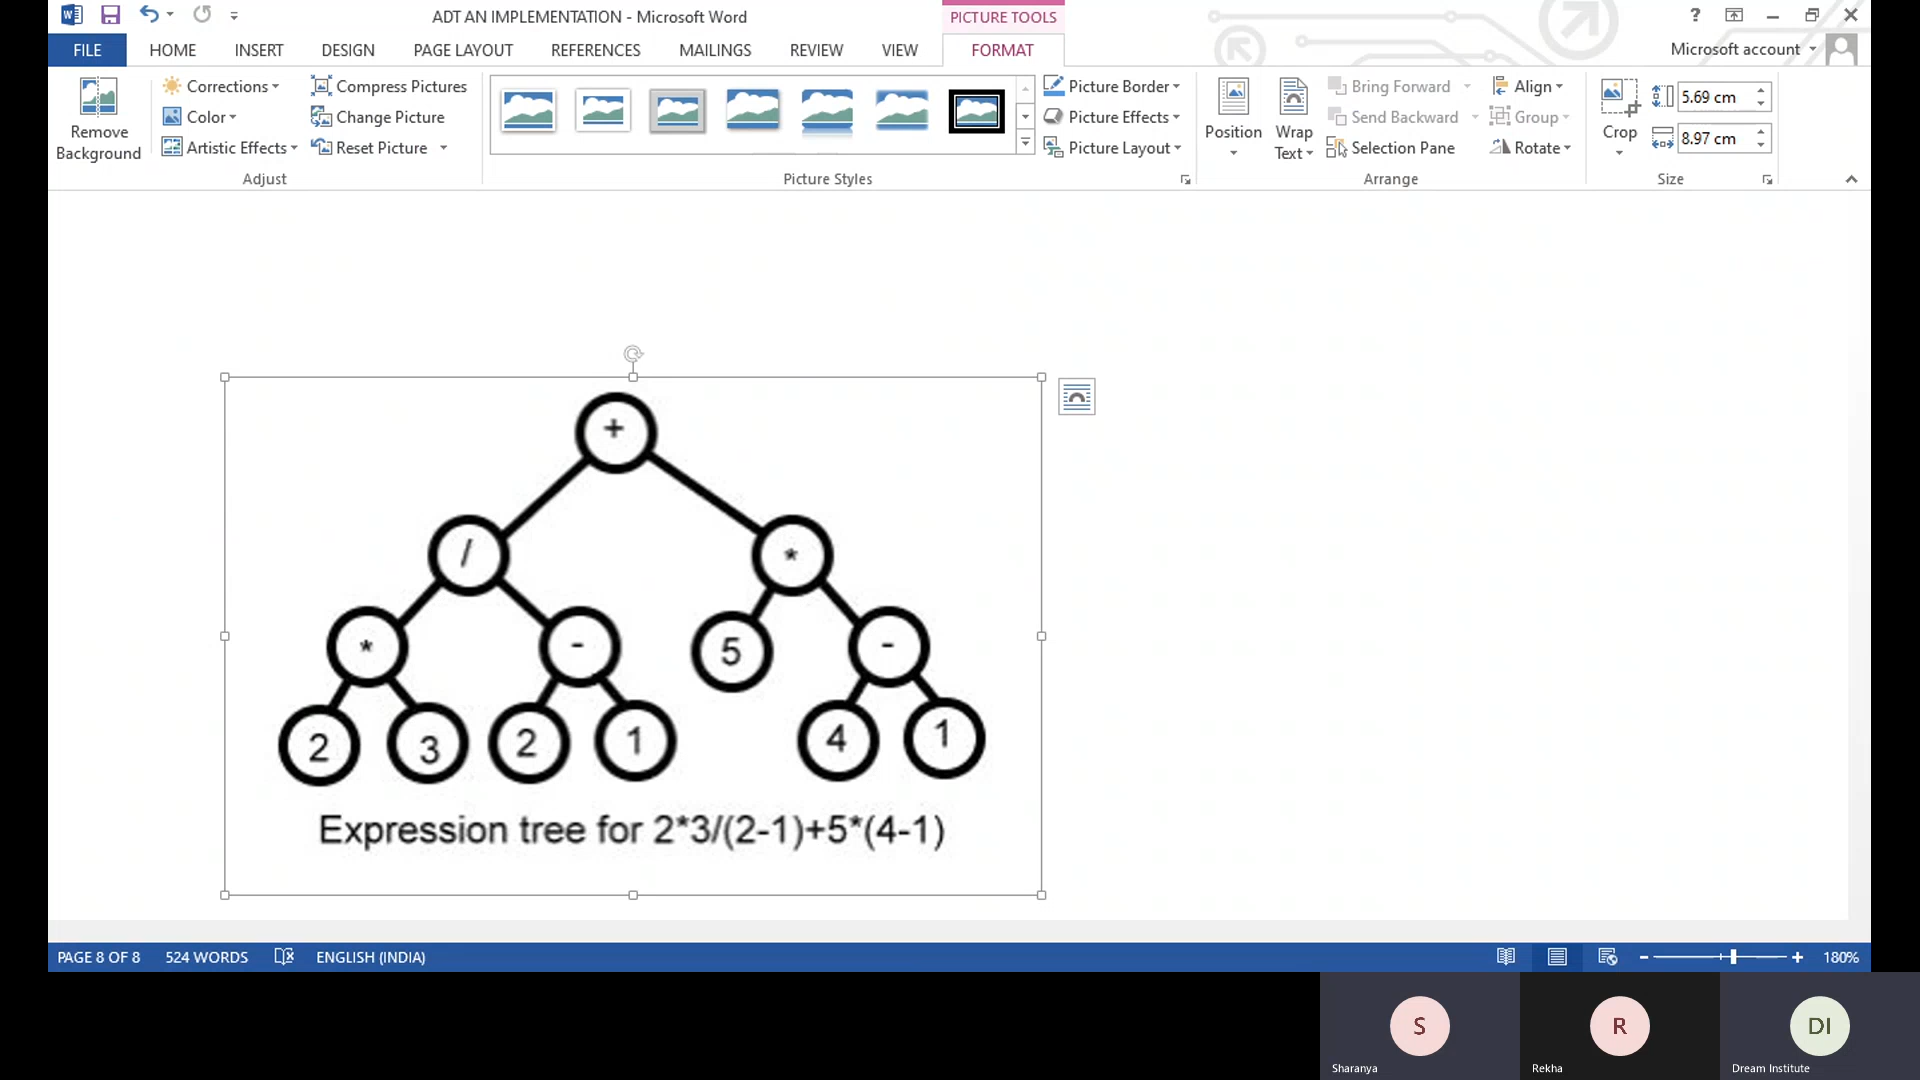 ADT AN IMPLEMENTATION - Microsoft Word
PICTURE TOOLS
?
FILE HOME INSERT DESIGN PAGE LAYOUT REFERENCES MAILINGS REVIEW VIEW FORMAT
Microsoft account
Remove Background
Corrections
Color
Artistic Effects
Compress Pictures
Change Picture
Reset Picture
Adjust
Picture Styles
Picture Border
Picture Effects
Picture Layout
Position
Wrap Text
Bring Forward
Send Backward
Selection Pane
Align
Group
Rotate
Arrange
Crop
5.69 cm
8.97 cm
Size
+
/ *
* - 5 -
2 3 2 1 4 1
Expression tree for 2*3/(2-1)+5*(4-1)
PAGE 8 OF 8 524 WORDS ENGLISH (INDIA)
180%
S R DI
Sharanya Rekha Dream Institute